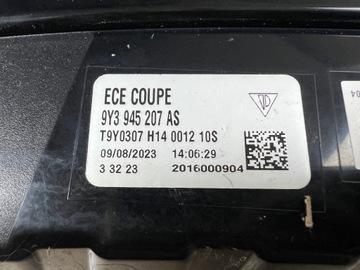 ECE COUPE
9Y3 945 207 AS
T9Y0307 H14 0012 10S
09/08/2023 14:06:29
3 32 23 2016000904
04